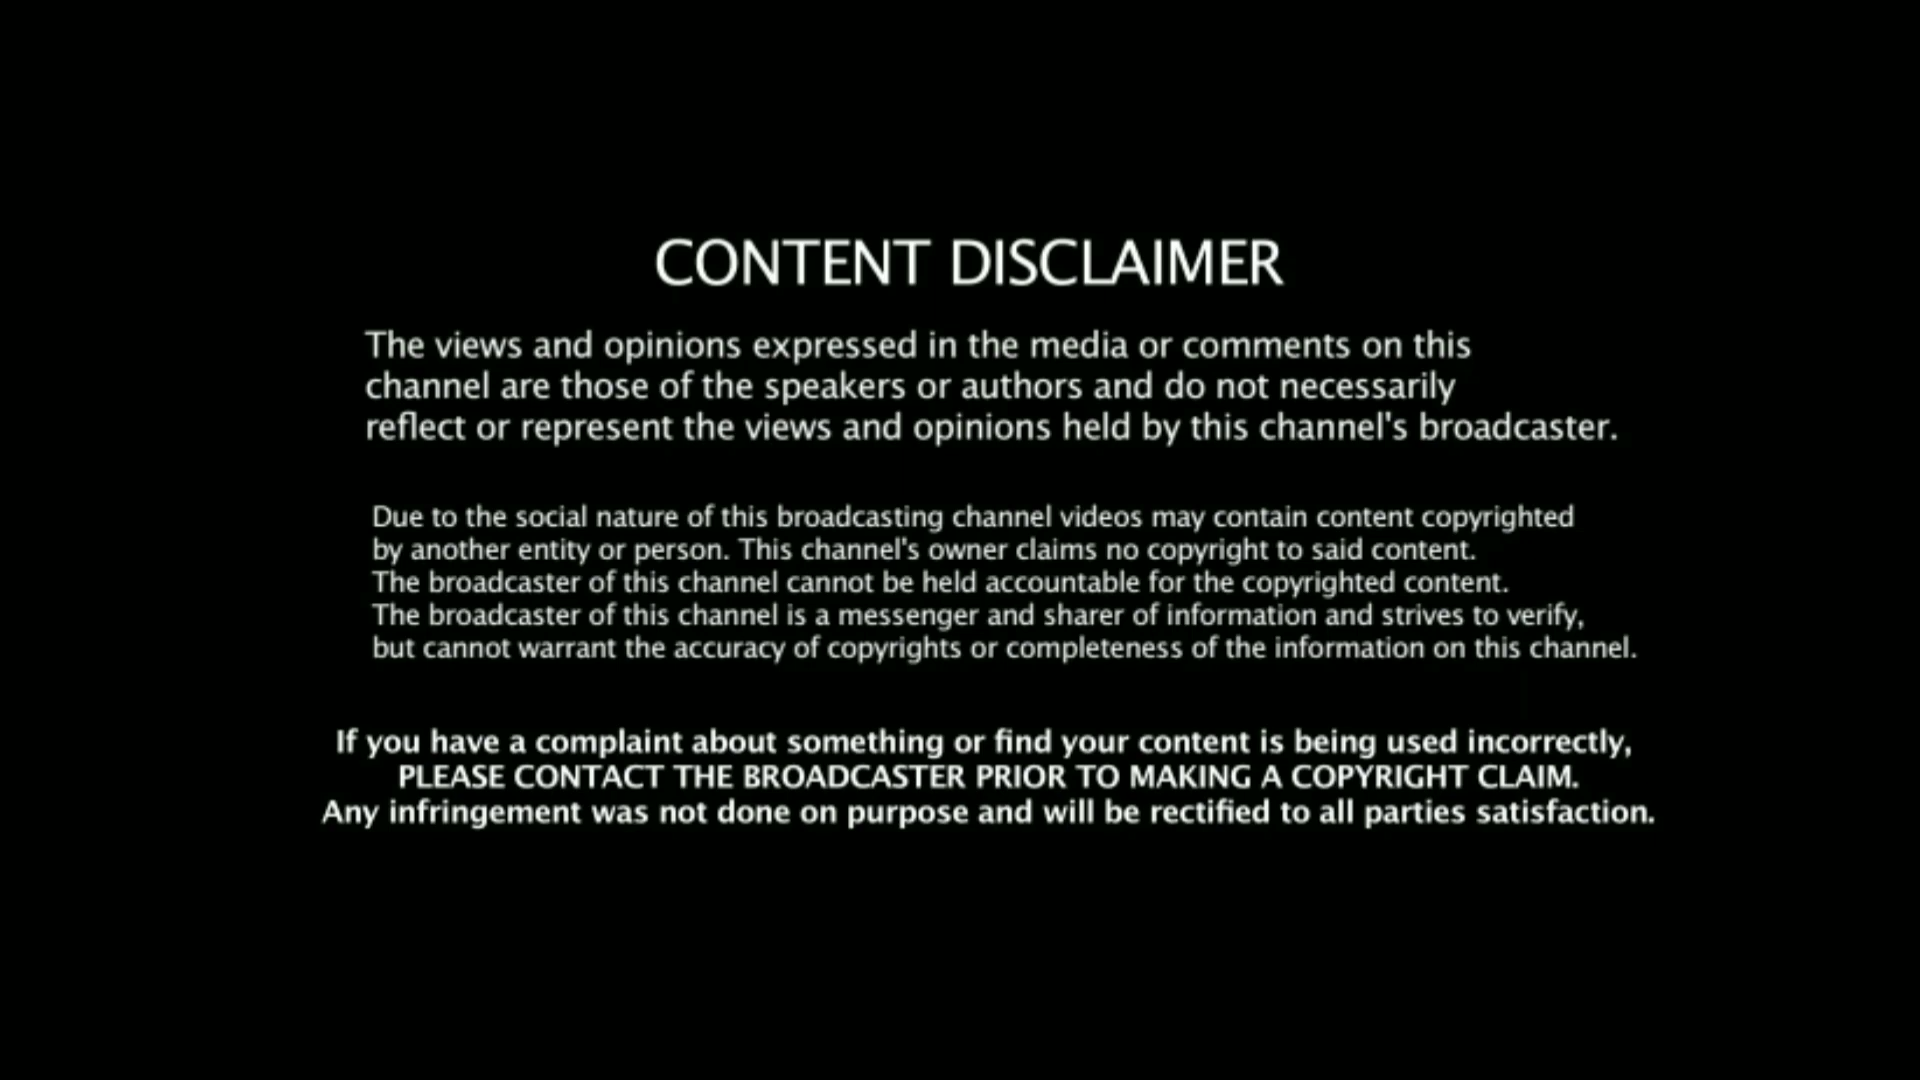 CONTENT DISCLAIMER
The views and opinions expressed in the media or comments on this
channel are those of the speakers or authors and do not necessarily
reflect or represent the views and opinions held by this channel's broadcaster.
Due to the social nature of this broadcasting channel videos may contain content copyrighted
by another entity or person. This channel's owner claims no copyright to said content.
The broadcaster of this channel cannot be held accountable for the copyrighted content.
The broadcaster of this channel is a messenger and sharer of information and strives to verify,
but cannot warrant the accuracy of copyrights or completeness of the information on this channel.
If you have a complaint about something or find your content is being used incorrectly,
PLEASE CONTACT THE BROADCASTER PRIOR TO MAKING A COPYRIGHT CLAIM.
Any infringement was not done on purpose and will be rectified to all parties satisfaction.